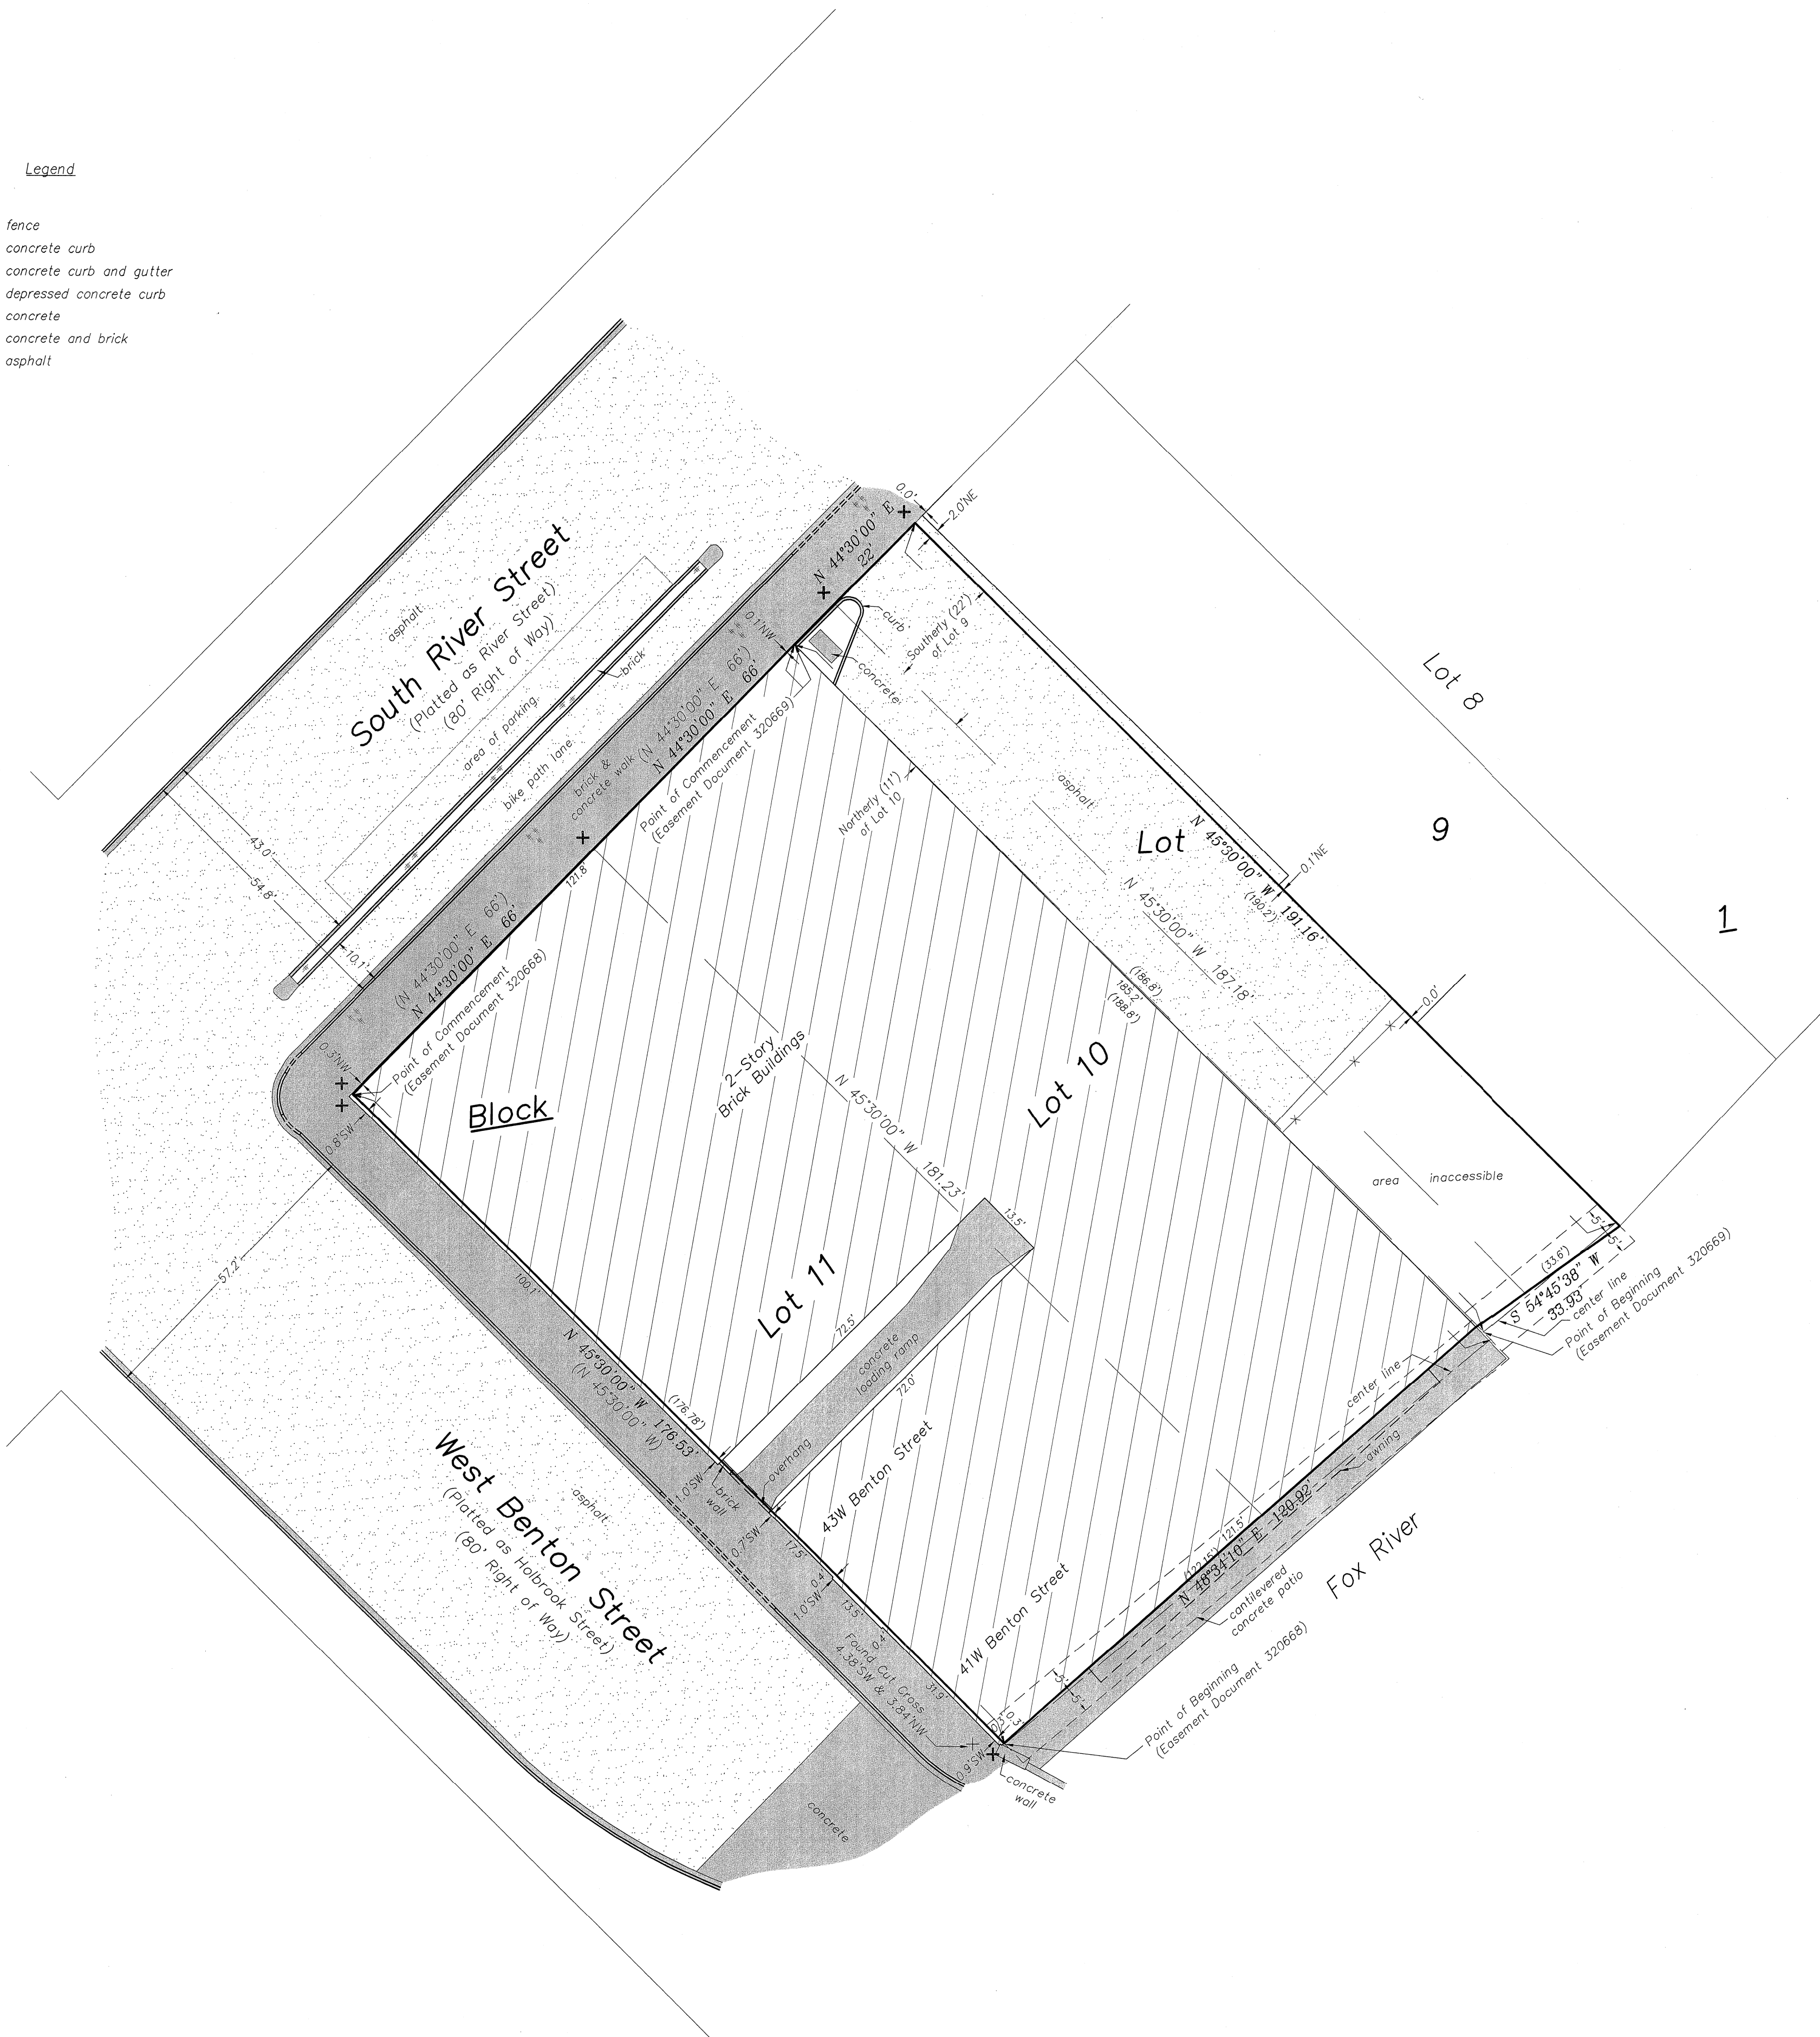 Legend
fence
concrete curb
concrete curb and gutter
depressed concrete curb
concrete
concrete and brick
asphalt
South River Street
(Platted as River Street)
(80' Right of Way)
asphalt
area of parking
brick
bike path lane
brick &
concrete walk
43.0'
54.8'
10.1'
57.2'
0.0'
2.0'NE
N 44°30'00" E
22'
0.1'NW
(N 44°30'00" E 66')
N 44°30'00" E 66'
Point of Commencement
(Easement Document 320669)
curb
concrete
Southerly (22')
of Lot 9
Northerly (11')
of Lot 10
asphalt
Lot 8
Lot
9
1
N 45°30'00" W 191.16'
(190.2')
0.1'NE
N 45°30'00" W 187.18'
(186.8')
185.2'
(188.8')
0.0'
121.8'
(N 44°30'00" E 66')
N 44°30'00" E 66'
Point of Commencement
(Easement Document 320668)
0.3'NW
0.8'SW
Block
2-Story
Brick Buildings
N 45°30'00" W 181.23'
Lot 10
Lot 11
area inaccessible
13.5'
72.5'
concrete
loading ramp
72.0'
100.1'
N 45°30'00" W 176.53'
(N 45°30'00" W)
(176.78')
overhang
1.0'SW
brick
wall
0.7'SW
17.5'
0.4'
1.0'SW
13.5'
0.4'
31.9'
43W Benton Street
41W Benton Street
Found Cut Cross
4.38'SW & 3.84'NW
0.9'SW
0.3'
0.3'
concrete
wall
5'
5'
5'
5'
(33.6')
S 54°45'38" W
33.93'
center line
Point of Beginning
(Easement Document 320669)
center line
awning
121.5'
(122.15')
N 48°34'10" E 120.92'
cantilevered
concrete patio
Fox River
Point of Beginning
(Easement Document 320668)
West Benton Street
(Platted as Holbrook Street)
(80' Right of Way)
asphalt
concrete